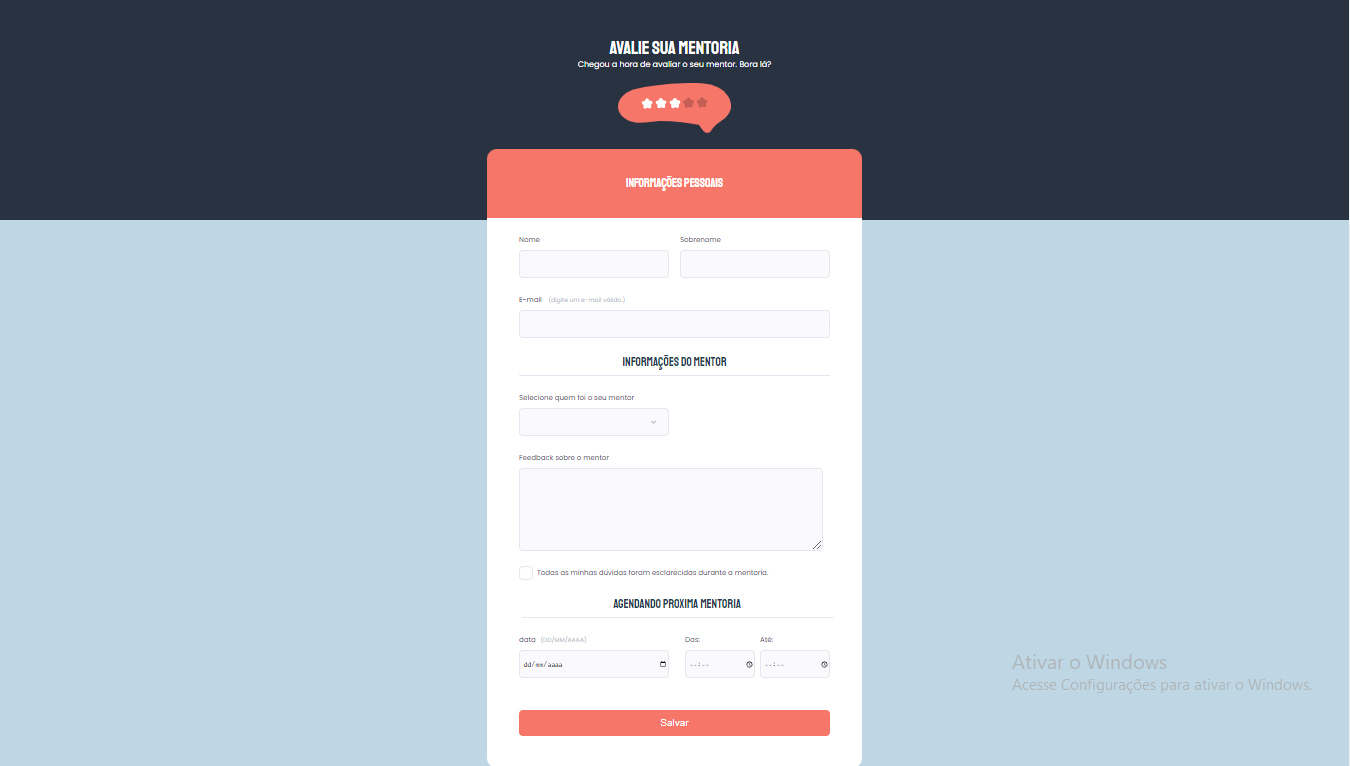 AVALIE SUA MENTORIA
Chegou a hora de avaliar o seu mentor. Bora lá?
INFORMAÇÕES PESSOAIS
Nome Sobrenome
E-mail (digite um e-mail válido.)
INFORMAÇÕES DO MENTOR
Selecione quem foi o seu mentor
Feedback sobre o mentor
Todas as minhas dúvidas foram esclarecidas durante a mentoria.
AGENDANDO PROXIMA MENTORIA
data (DD/MM/AAAA) Das: Até:
dd/mm/aaaa --:-- --:--
Salvar
Ativar o Windows
Acesse Configurações para ativar o Windows.